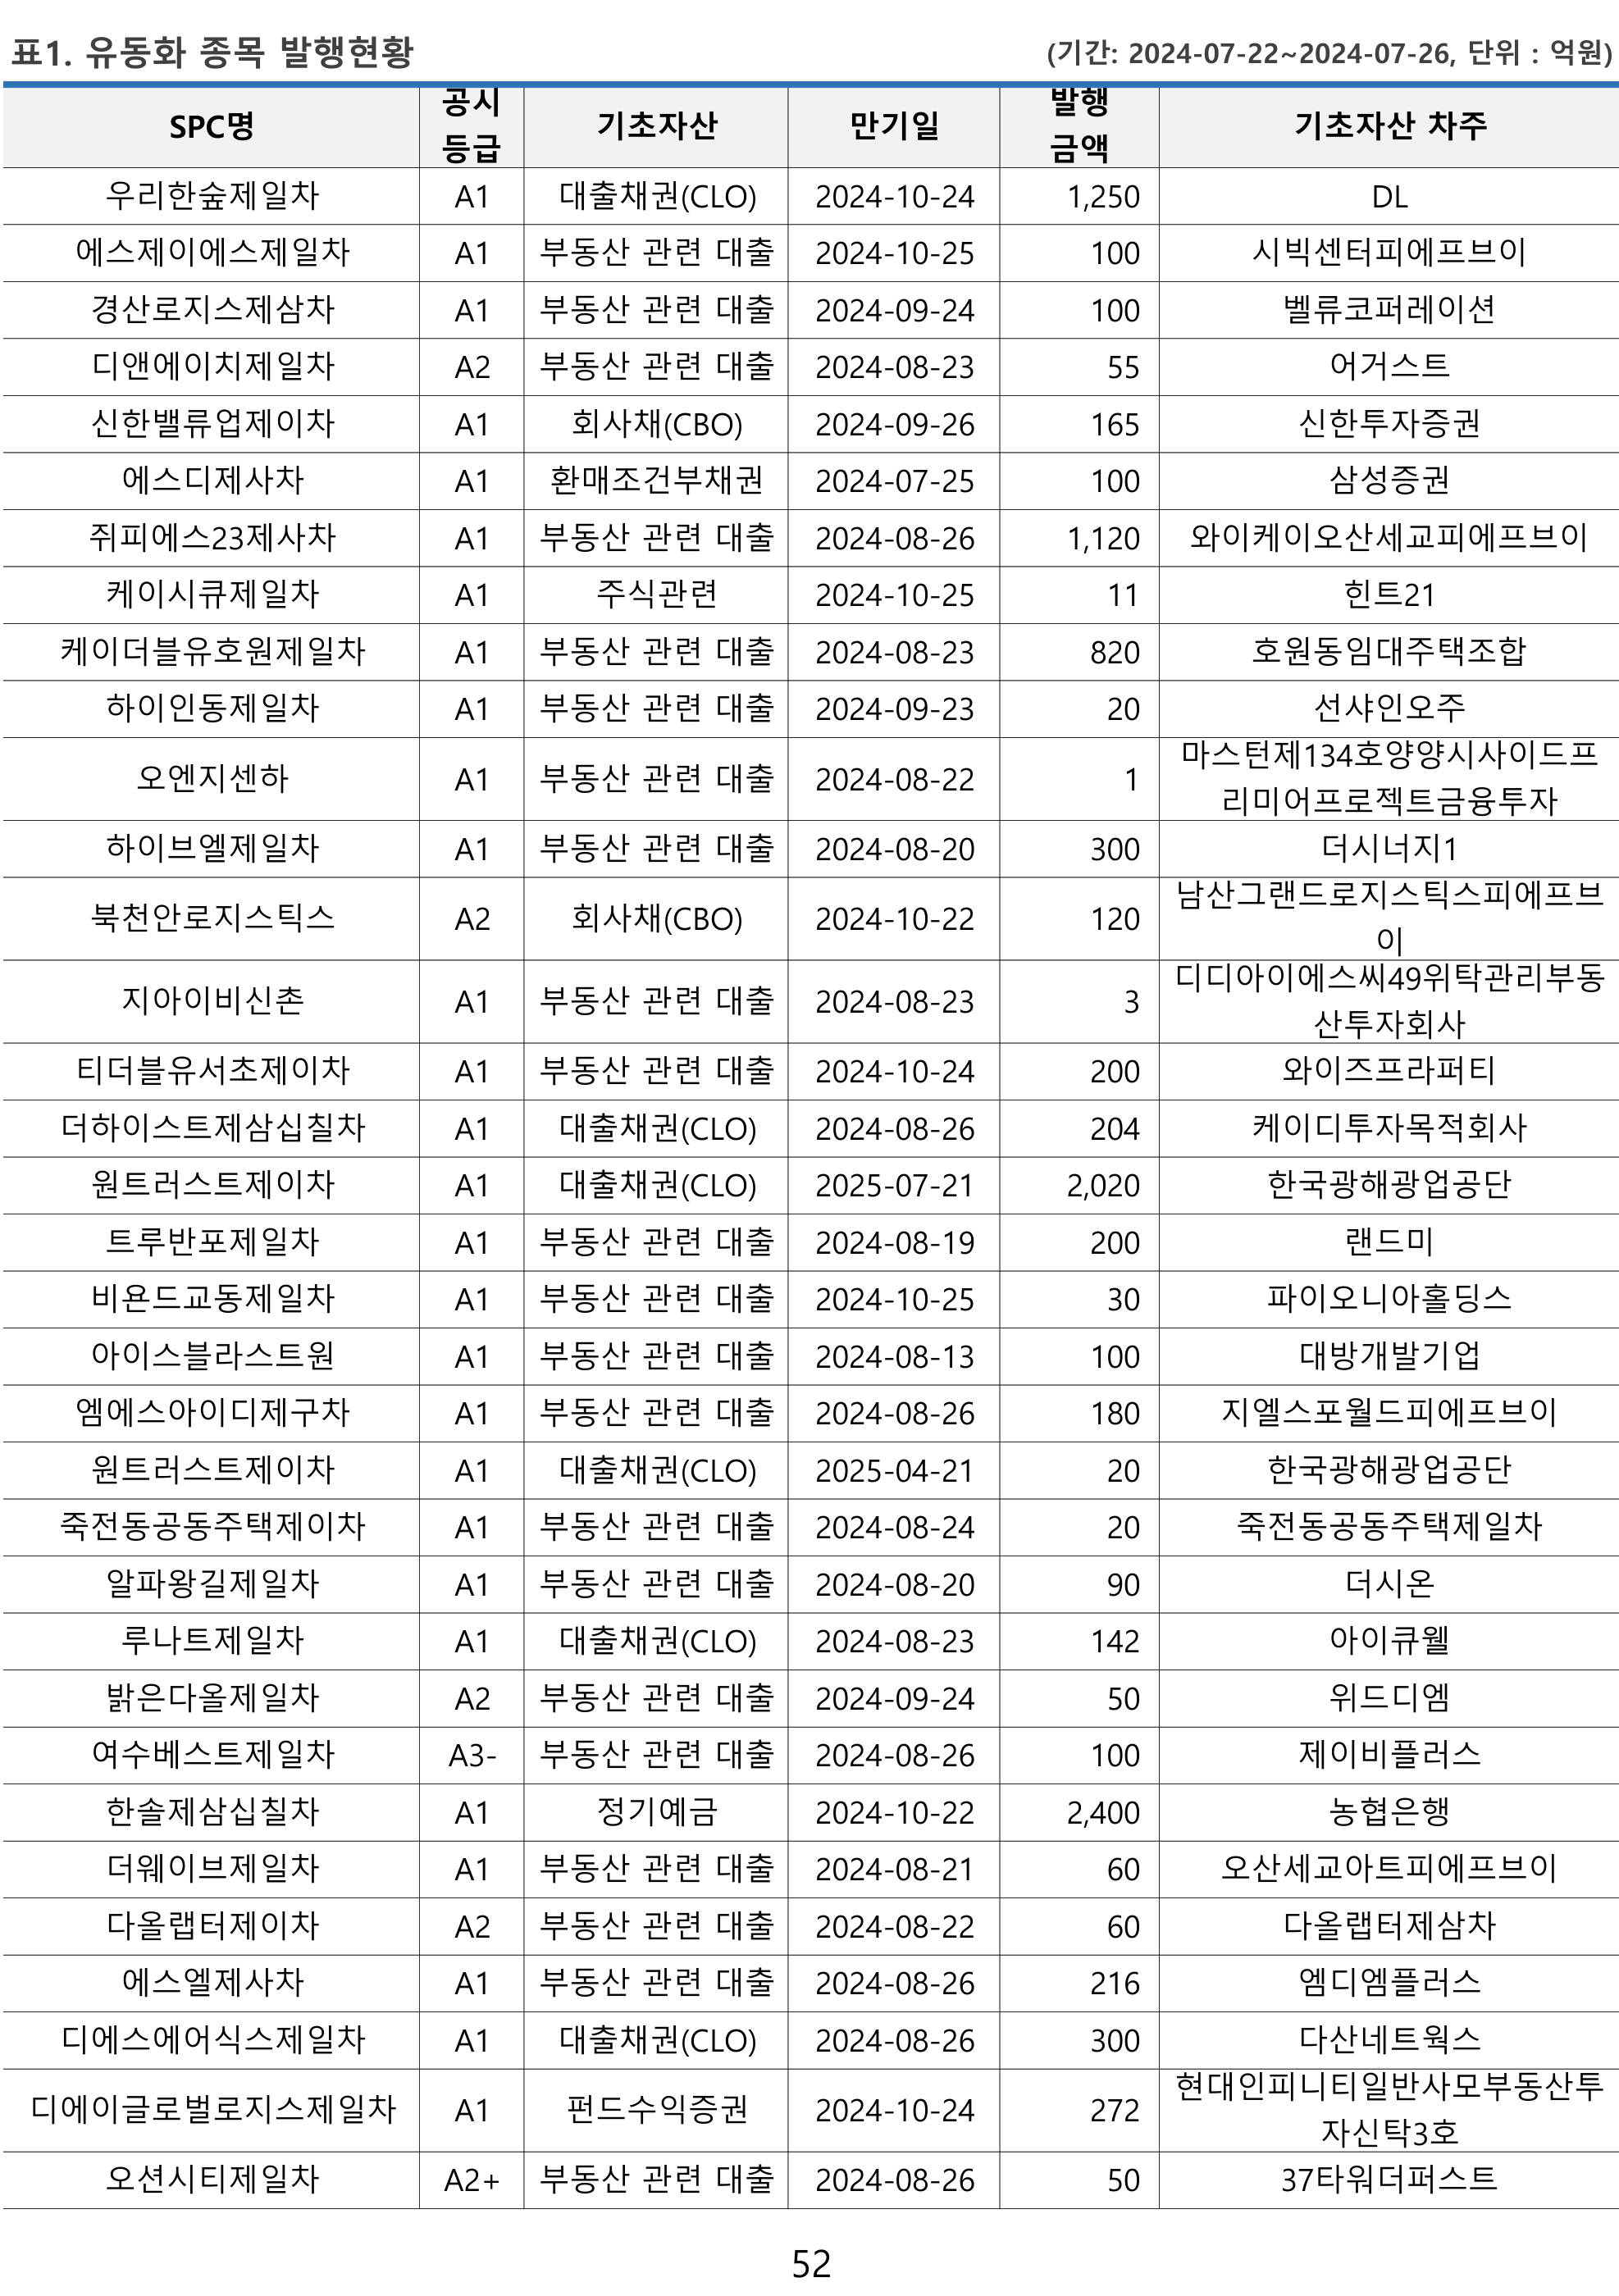 표1. 유동화 종목 발행현황 (기간: 2024-07-22~2024-07-26, 단위 : 억원)
SPC명 공시등급 기초자산 만기일 발행금액 기초자산 차주
우리한숲제일차 A1 대출채권(CLO) 2024-10-24 1,250 DL
에스제이에스제일차 A1 부동산 관련 대출 2024-10-25 100 시빅센터피에프브이
경산로지스제삼차 A1 부동산 관련 대출 2024-09-24 100 벨류코퍼레이션
디앤에이치제일차 A2 부동산 관련 대출 2024-08-23 55 어거스트
신한밸류업제이차 A1 회사채(CBO) 2024-09-26 165 신한투자증권
에스디제사차 A1 환매조건부채권 2024-07-25 100 삼성증권
쥐피에스23제사차 A1 부동산 관련 대출 2024-08-26 1,120 와이케이오산세교피에프브이
케이시큐제일차 A1 주식관련 2024-10-25 11 힌트21
케이더블유호원제일차 A1 부동산 관련 대출 2024-08-23 820 호원동임대주택조합
하이인동제일차 A1 부동산 관련 대출 2024-09-23 20 선샤인오주
오엔지센하 A1 부동산 관련 대출 2024-08-22 1 마스턴제134호양양시사이드프
리미어프로젝트금융투자
하이브엘제일차 A1 부동산 관련 대출 2024-08-20 300 더시너지1
북천안로지스틱스 A2 회사채(CBO) 2024-10-22 120 남산그랜드로지스틱스피에프브
이
지아이비신촌 A1 부동산 관련 대출 2024-08-23 3 디디아이에스씨49위탁관리부동
산투자회사
티더블유서초제이차 A1 부동산 관련 대출 2024-10-24 200 와이즈프라퍼티
더하이스트제삼십칠차 A1 대출채권(CLO) 2024-08-26 204 케이디투자목적회사
원트러스트제이차 A1 대출채권(CLO) 2025-07-21 2,020 한국광해광업공단
트루반포제일차 A1 부동산 관련 대출 2024-08-19 200 랜드미
비욘드교동제일차 A1 부동산 관련 대출 2024-10-25 30 파이오니아홀딩스
아이스블라스트원 A1 부동산 관련 대출 2024-08-13 100 대방개발기업
엠에스아이디제구차 A1 부동산 관련 대출 2024-08-26 180 지엘스포월드피에프브이
원트러스트제이차 A1 대출채권(CLO) 2025-04-21 20 한국광해광업공단
죽전동공동주택제이차 A1 부동산 관련 대출 2024-08-24 20 죽전동공동주택제일차
알파왕길제일차 A1 부동산 관련 대출 2024-08-20 90 더시온
루나트제일차 A1 대출채권(CLO) 2024-08-23 142 아이큐웰
밝은다올제일차 A2 부동산 관련 대출 2024-09-24 50 위드디엠
여수베스트제일차 A3- 부동산 관련 대출 2024-08-26 100 제이비플러스
한솔제삼십칠차 A1 정기예금 2024-10-22 2,400 농협은행
더웨이브제일차 A1 부동산 관련 대출 2024-08-21 60 오산세교아트피에프브이
다올랩터제이차 A2 부동산 관련 대출 2024-08-22 60 다올랩터제삼차
에스엘제사차 A1 부동산 관련 대출 2024-08-26 216 엠디엠플러스
디에스에어식스제일차 A1 대출채권(CLO) 2024-08-26 300 다산네트웍스
디에이글로벌로지스제일차 A1 펀드수익증권 2024-10-24 272 현대인피니티일반사모부동산투
자신탁3호
오션시티제일차 A2+ 부동산 관련 대출 2024-08-26 50 37타워더퍼스트
52